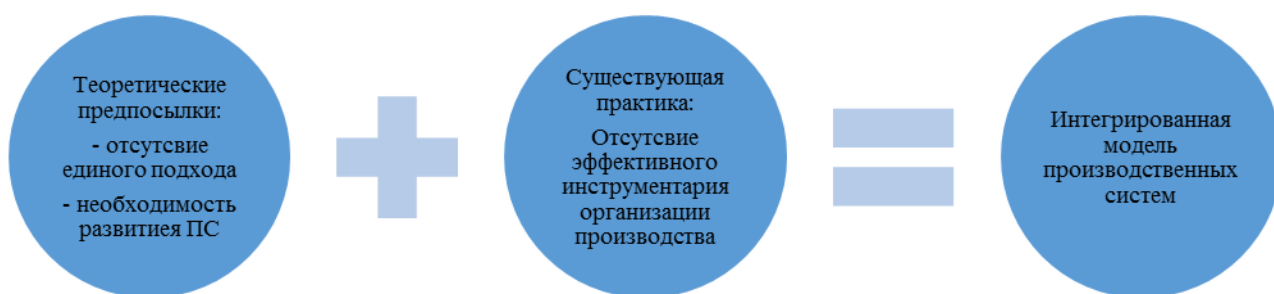 Теоретические
предпосылки:
- отсутсвие
единого подхода
- необходимость
развитиея ПС
Существующая
практика:
Отсутсвие
эффективного
инструментария
организации
производства
Интегрированная
модель
производственных
систем